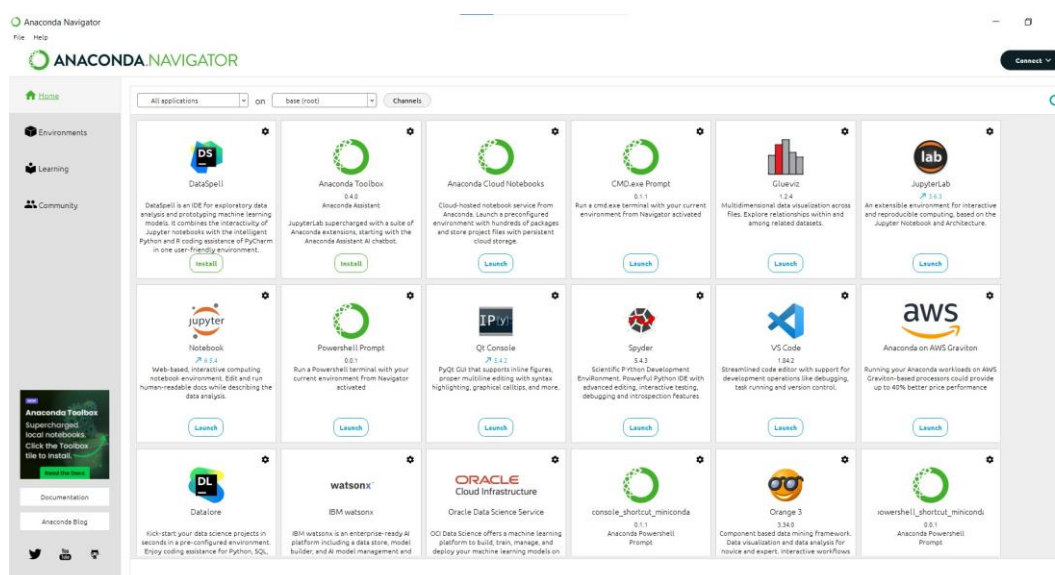 Anaconda Navigator
File Help
ANACONDA.NAVIGATOR
Connect
Home
Environments
Learning
Community
All applications on base (root) Channels
DS
DataSpell
DataSpell is an IDE for exploratory data
analysis and prototyping machine learning
models. It combines the interactivity of
Jupyter notebooks with the intelligent
Python and R coding assistance of PyCharm
in one user-friendly environment.
Install
Anaconda Toolbox
0.4.0
Anaconda Assistant
JupyterLab supercharged with a suite of
Anaconda extensions, starting with the
Anaconda Assistant AI chatbot.
Install
Anaconda Cloud Notebooks
Cloud-hosted notebook service from
Anaconda. Launch a preconfigured
environment with hundreds of packages
and store project files with persistent
cloud storage.
Launch
CMD.exe Prompt
0.1.1
Run a cmd.exe terminal with your current
environment from Navigator activated
Launch
Glueviz
1.2.4
Multidimensional data visualization across
files. Explore relationships within and
among related datasets.
Launch
lab
JupyterLab
3.6.3
An extensible environment for interactive
and reproducible computing, based on the
Jupyter Notebook and Architecture.
Launch
jupyter
Notebook
6.5.4
Web-based, interactive computing
notebook environment. Edit and run
human-readable docs while describing the
data analysis.
Launch
Powershell Prompt
0.0.1
Run a Powershell terminal with your
current environment from Navigator
activated
Launch
IP[y]:
Qt Console
5.4.2
PyQt GUI that supports inline figures,
proper multiline editing with syntax
highlighting, graphical calltips, and more.
Launch
Spyder
5.4.3
Scientific Python Development
EnviRonment. Powerful Python IDE with
advanced editing, interactive testing,
debugging and introspection features
Launch
VS Code
1.84.2
Streamlined code editor with support for
development operations like debugging,
task running and version control.
Launch
aws
Anaconda on AWS Graviton
Running your Anaconda workloads on AWS
Graviton-based processors could provide
up to 40% better price performance
Launch
DL
Datalore
Kick-start your data science projects in
seconds in a pre-configured environment.
Enjoy coding assistance for Python, SQL,
watsonx
IBM watsonx
IBM watsonx is an enterprise-ready AI
platform including a data store, model
builder, and AI model management and
ORACLE
Cloud Infrastructure
Oracle Data Science Service
OCI Data Science offers a machine learning
platform to build, train, manage, and
deploy your machine learning models on
console_shortcut_miniconda
0.1.1
Anaconda Powershell
Prompt
Orange 3
3.34.0
Component based data mining framework.
Data visualization and data analysis for
novice and expert. Interactive workflows
powershell_shortcut_miniconda
0.0.1
Anaconda Powershell
Prompt
NEW
Anaconda Toolbox
Supercharged
local notebooks.
Click the Toolbox
tile to install.
Read the Docs
Documentation
Anaconda Blog
You
Tube